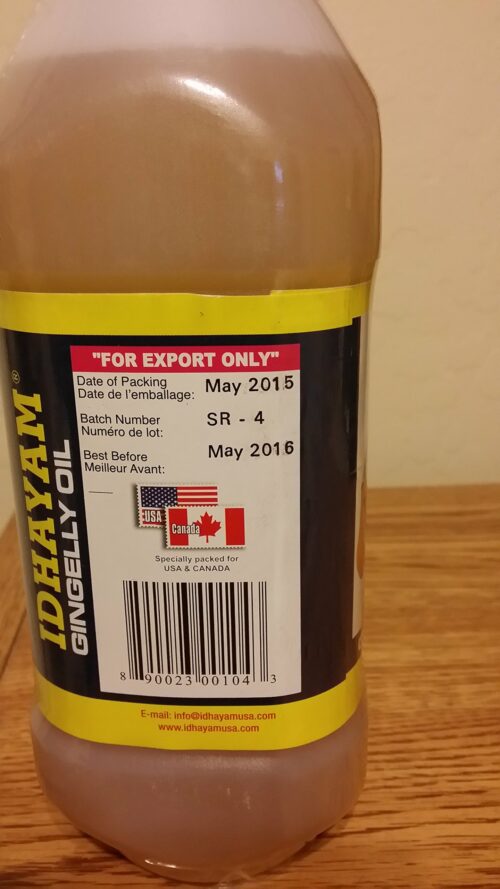 IDHAYAM®
GINGELLY OIL
"FOR EXPORT ONLY"
Date of Packing
Date de l'emballage:
May 2015
Batch Number
Numéro de lot:
SR - 4
Best Before
Meilleur Avant:
May 2016
USA
Canada
Specially packed for
USA & CANADA
8 90023 00104 3
E-mail: info@idhayamusa.com
www.idhayamusa.com